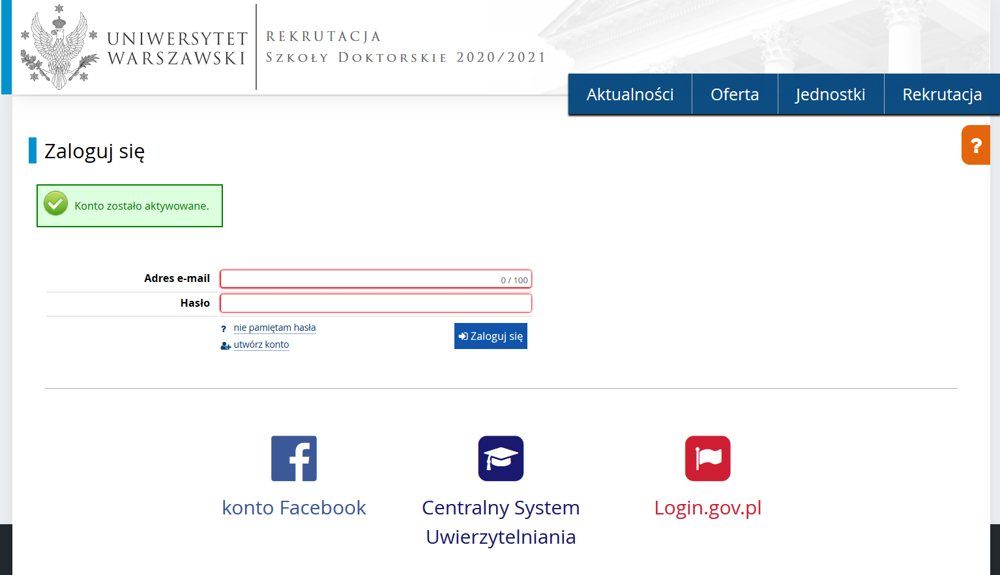 UNIWERSYTET
WARSZAWSKI
REKRUTACJA
SZKOŁY DOKTORSKIE 2020/2021
Aktualności
Oferta
Jednostki
Rekrutacja
Zaloguj się
?
Konto zostało aktywowane.
Adres e-mail
0 / 100
Hasło
? nie pamiętam hasła
utwórz konto
Zaloguj się
konto Facebook
Centralny System
Uwierzytelniania
Login.gov.pl